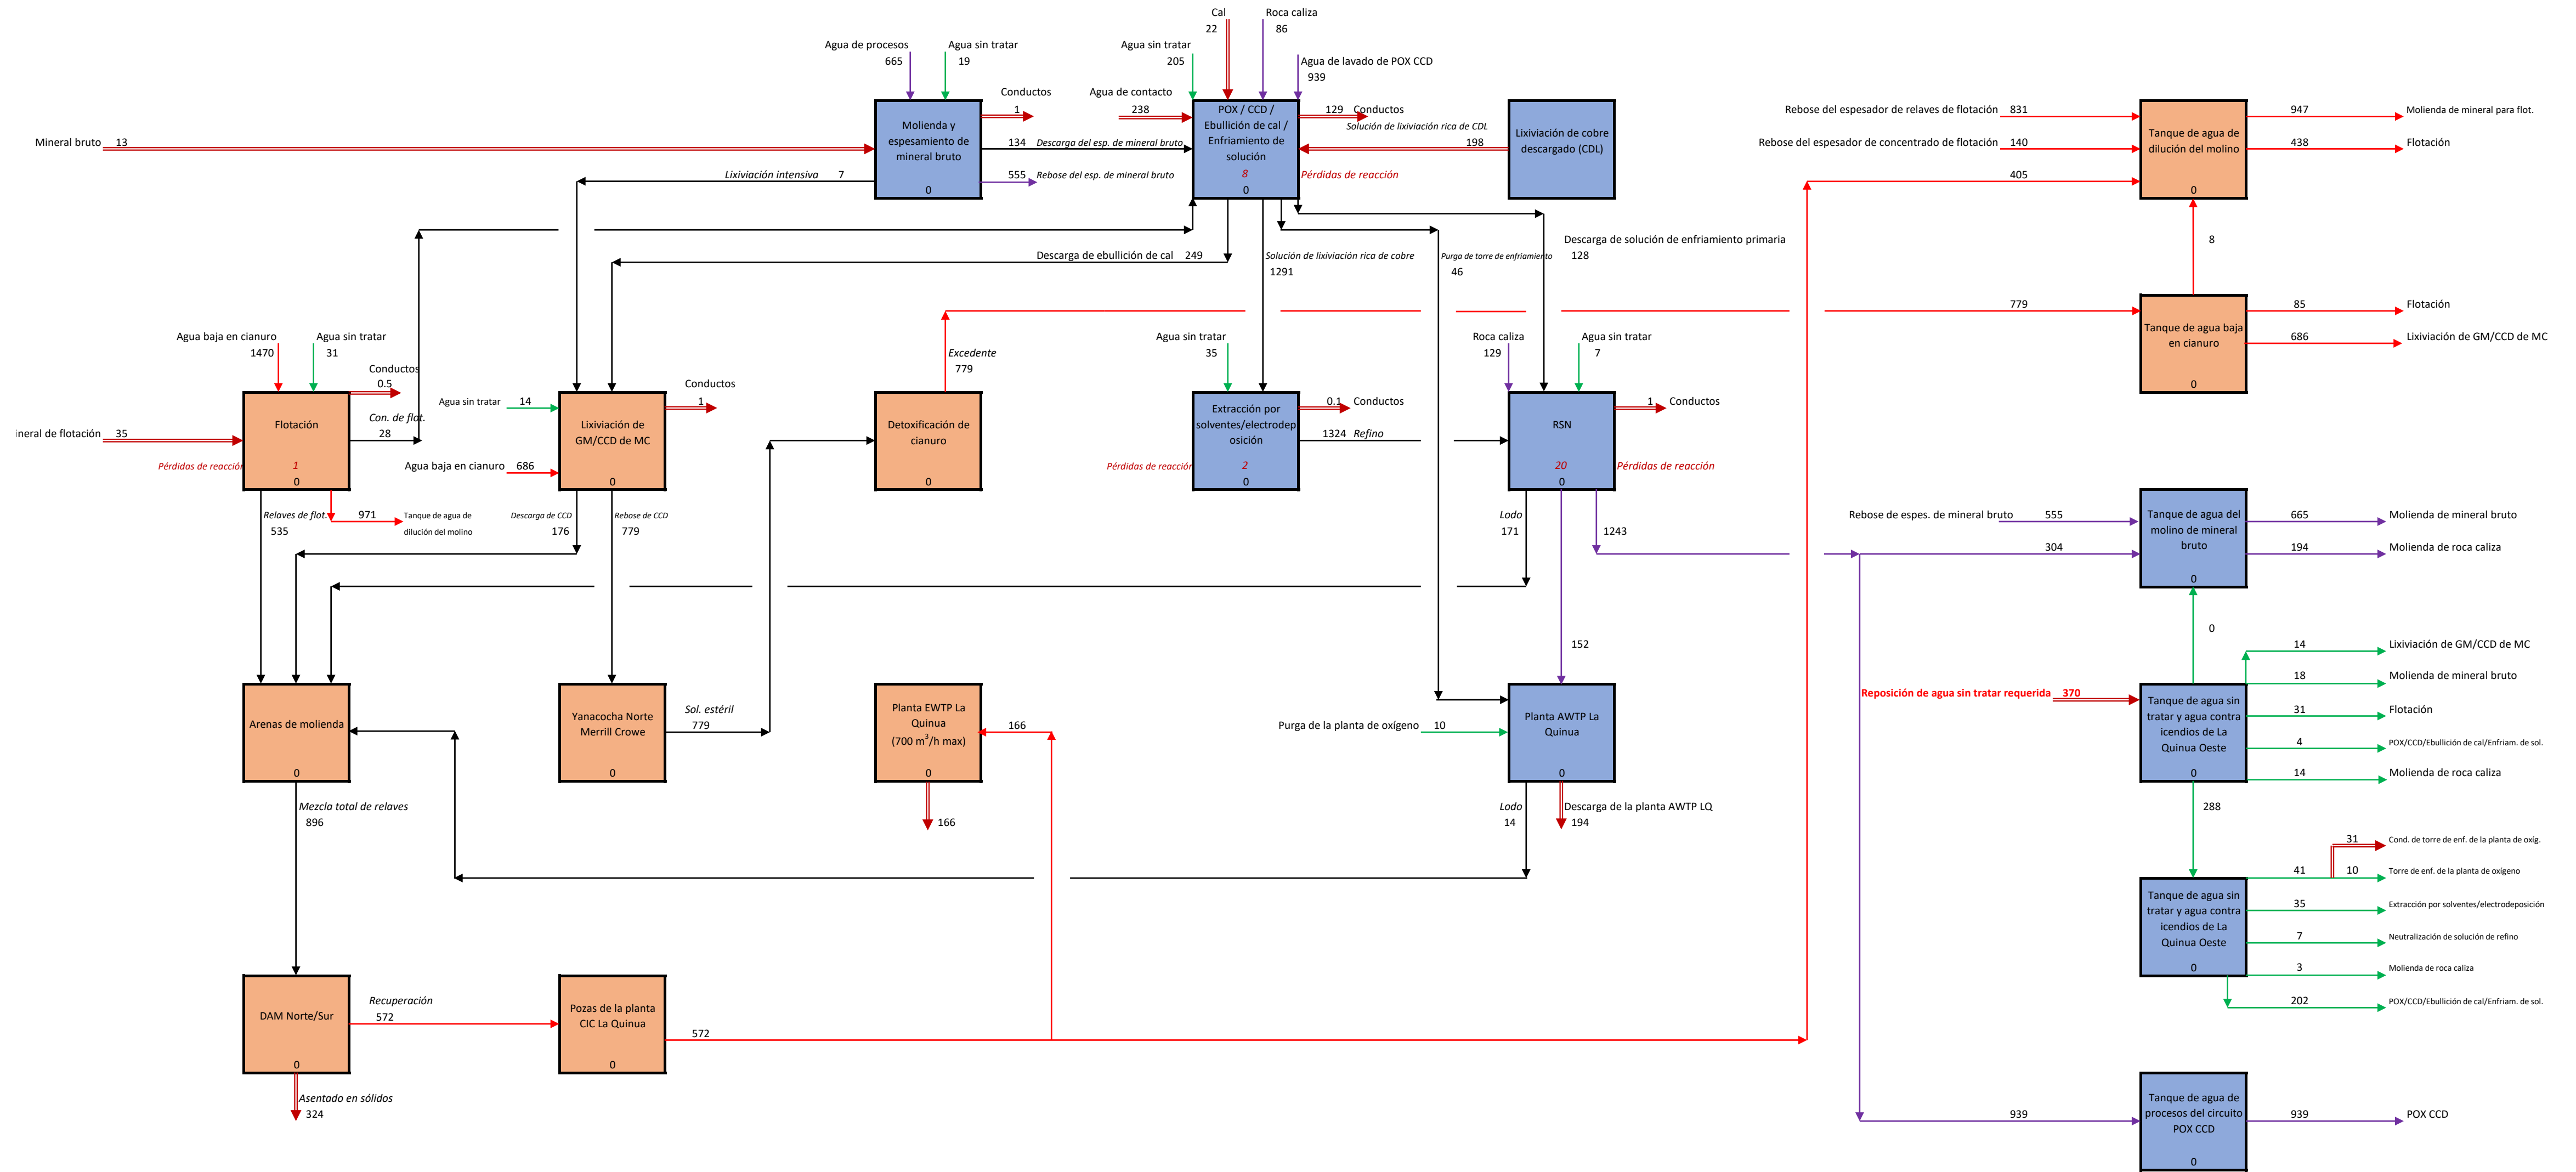 Cal
22
Roca caliza
86
Agua de procesos
665
Agua sin tratar
19
Agua sin tratar
205
Agua de lavado de POX CCD
939
Conductos
1
Agua de contacto
238
129 Conductos
Solución de lixiviación rica de CDL
198
Mineral bruto 13
Molienda y
espesamiento de
mineral bruto
0
134 Descarga del esp. de mineral bruto
555 Rebose del esp. de mineral bruto
Lixiviación intensiva 7
POX / CCD /
Ebullición de cal /
Enfriamiento de
solución
8
0
Pérdidas de reacción
Lixiviación de cobre
descargado (CDL)
Rebose del espesador de relaves de flotación 831
Rebose del espesador de concentrado de flotación 140
405
Tanque de agua de
dilución del molino
0
947 Molienda de mineral para flot.
438 Flotación
8
Descarga de ebullición de cal 249
Solución de lixiviación rica de cobre
1291
Purga de torre de enfriamiento
46
Descarga de solución de enfriamiento primaria
128
779
Tanque de agua baja
en cianuro
0
85 Flotación
686 Lixiviación de GM/CCD de MC
Agua baja en cianuro
1470
Agua sin tratar
31
Conductos
0.5
Con. de flot.
28
ineral de flotación 35
Flotación
1
0
Pérdidas de reacción
Relaves de flot.
535
971 Tanque de agua de
dilución del molino
Agua sin tratar 14
Agua baja en cianuro 686
Lixiviación de
GM/CCD de MC
0
Conductos
1
Descarga de CCD
176
Rebose de CCD
779
Excedente
779
Detoxificación de
cianuro
0
Agua sin tratar
35
Extracción por
solventes/electrodep
osición
2
0
Pérdidas de reacción
0.1 Conductos
1324 Refino
Roca caliza
129
Agua sin tratar
7
RSN
20
0
Pérdidas de reacción
1 Conductos
Lodo
171
1243
152
Rebose de espes. de mineral bruto 555
304
Tanque de agua del
molino de mineral
bruto
0
665 Molienda de mineral bruto
194 Molienda de roca caliza
0
Arenas de molienda
0
Yanacocha Norte
Merrill Crowe
0
Sol. estéril
779
Planta EWTP La
Quinua
(700 m3/h max)
0
166
166
Purga de la planta de oxígeno 10
Planta AWTP La
Quinua
0
Lodo
14
Descarga de la planta AWTP LQ
194
Reposición de agua sin tratar requerida 370
Tanque de agua sin
tratar y agua contra
icendios de La
Quinua Oeste
0
14 Lixiviación de GM/CCD de MC
18 Molienda de mineral bruto
31 Flotación
4 POX/CCD/Ebullición de cal/Enfriam. de sol.
14 Molienda de roca caliza
288
Mezcla total de relaves
896
Tanque de agua sin
tratar y agua contra
icendios de La
Quinua Oeste
0
31 Cond. de torre de enf. de la planta de oxíg.
41 10 Torre de enf. de la planta de oxígeno
35 Extracción por solventes/electrodeposición
7 Neutralización de solución de refino
3 Molienda de roca caliza
202 POX/CCD/Ebullición de cal/Enfriam. de sol.
DAM Norte/Sur
0
Recuperación
572
Pozas de la planta
CIC La Quinua
0
572
Asentado en sólidos
324
939
Tanque de agua de
procesos del circuito
POX CCD
0
939 POX CCD